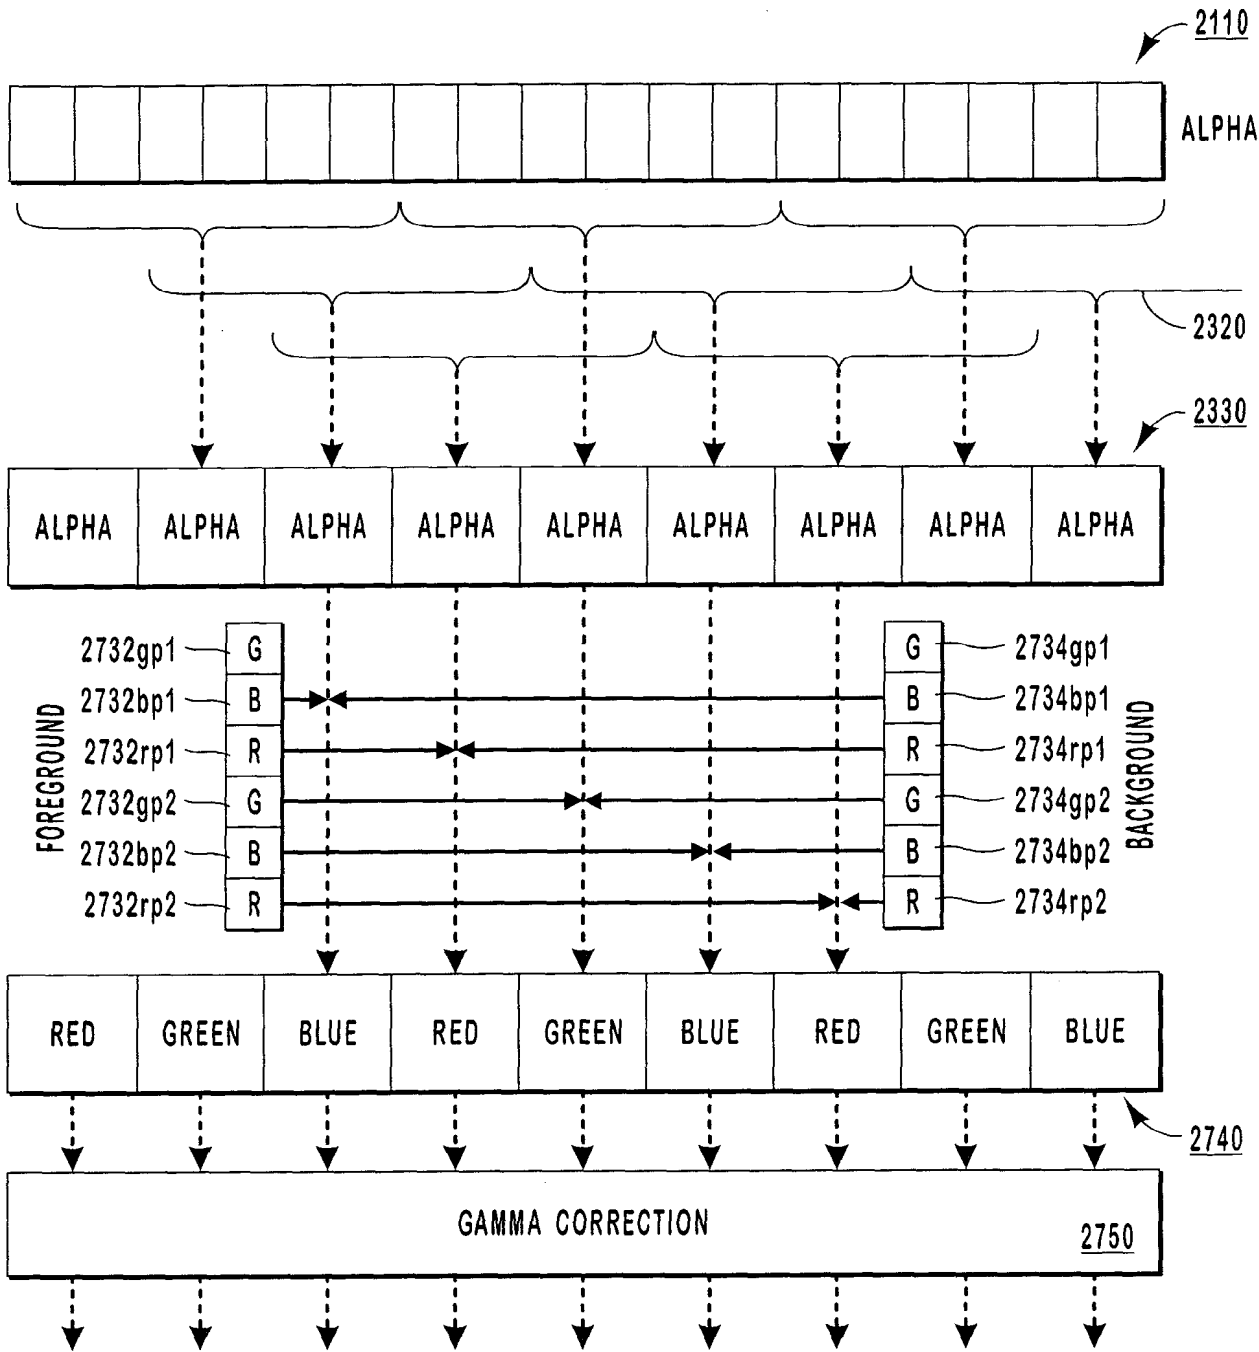 2110
ALPHA
2320
2330
ALPHA ALPHA ALPHA ALPHA ALPHA ALPHA ALPHA ALPHA ALPHA
FOREGROUND
2732gp1 G
2732bp1 B
2732rp1 R
2732gp2 G
2732bp2 B
2732rp2 R
G 2734gp1
B 2734bp1
R 2734rp1
G 2734gp2
B 2734bp2
R 2734rp2
BACKGROUND
RED GREEN BLUE RED GREEN BLUE RED GREEN BLUE
2740
GAMMA CORRECTION
2750